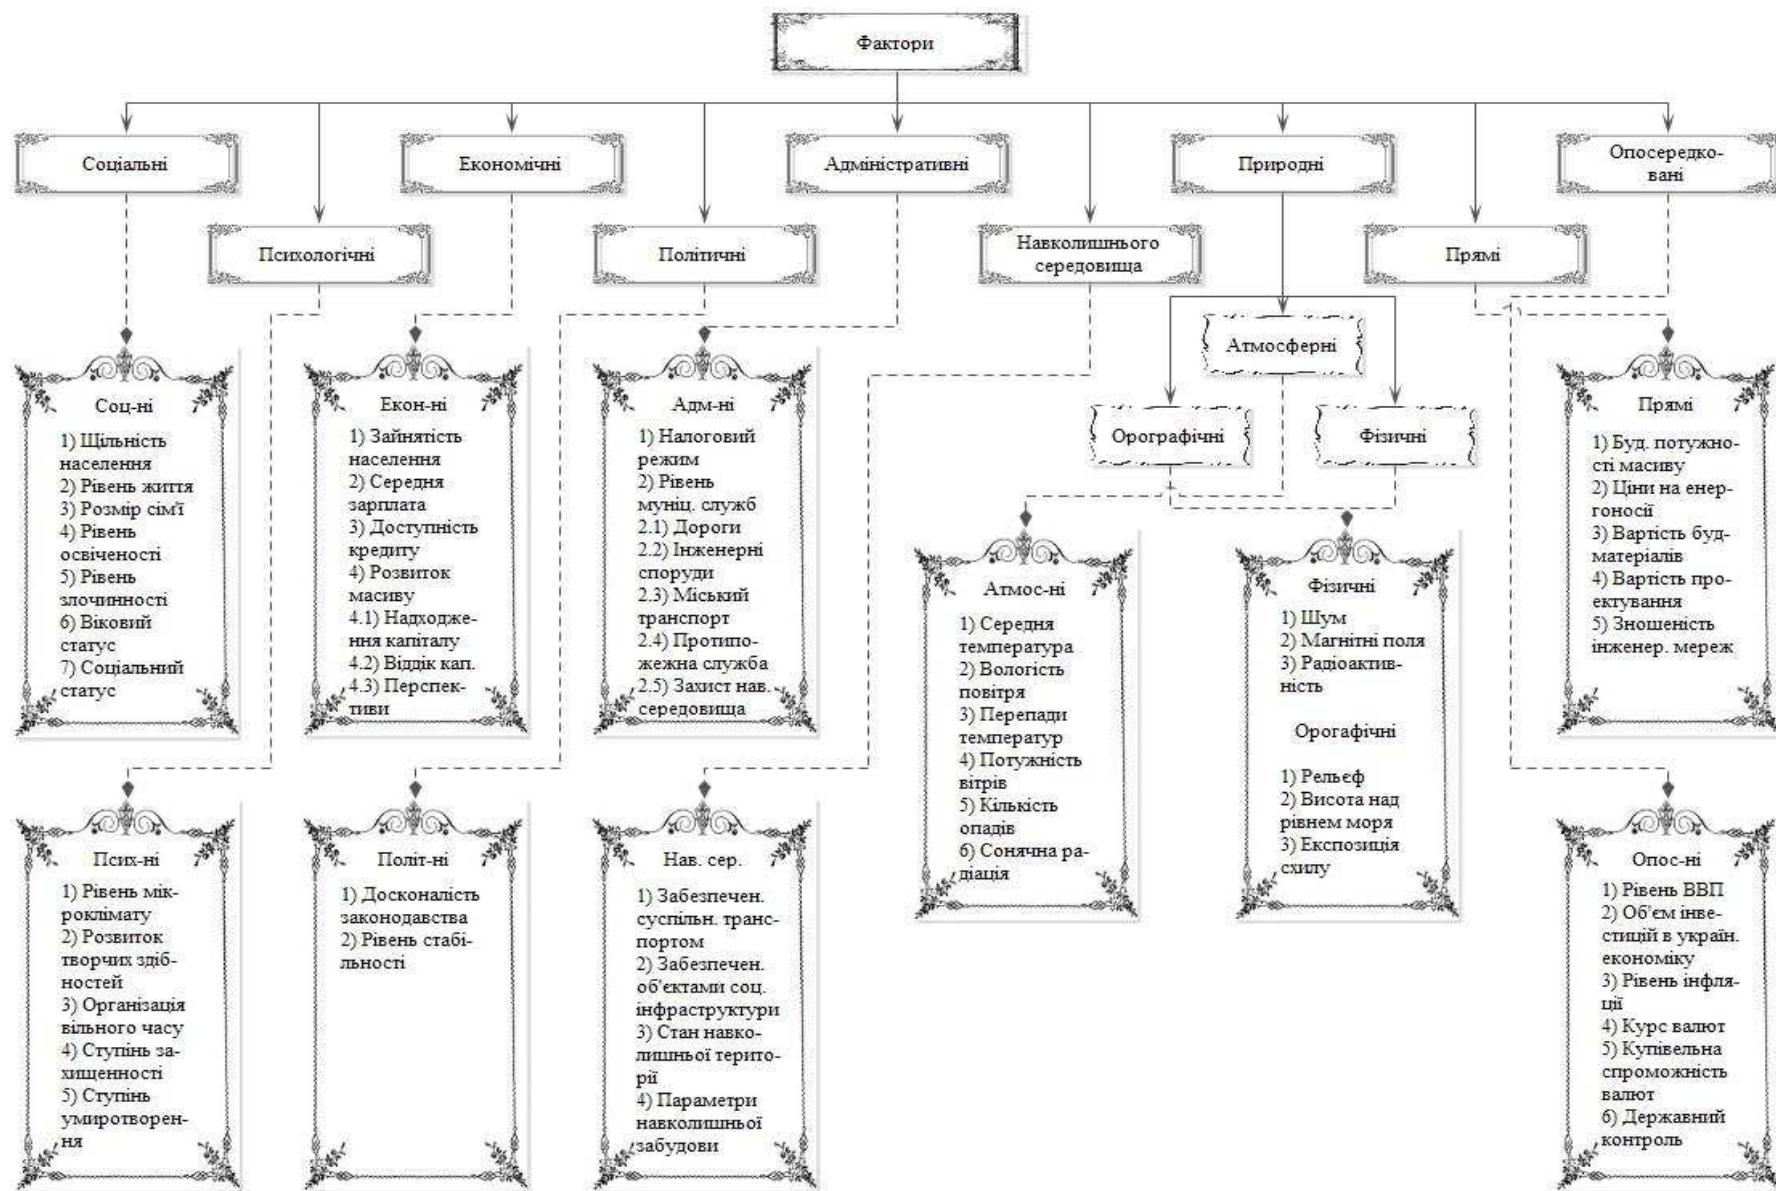 Фактори
Соціальні
Економічні
Адміністративні
Природні
Опосередко-
вані
Психологічні
Політичні
Навколишнього
середовища
Прямі
Атмосферні
Орографічні
Фізичні
Соц-ні
1) Щільність
населення
2) Рівень життя
3) Розмір сім'ї
4) Рівень
освіченості
5) Рівень
злочинності
6) Віковий
статус
7) Соціальний
статус
Екон-ні
1) Зайнятість
населення
2) Середня
зарплата
3) Доступність
кредиту
4) Розвиток
масиву
4.1) Надходже-
ння капіталу
4.2) Віддік кап.
4.3) Перспек-
тиви
Адм-ні
1) Налоговий
режим
2) Рівень
муніц. служб
2.1) Дороги
2.2) Інженерні
споруди
2.3) Міський
транспорт
2.4) Протипо-
жежна служба
2.5) Захист нав.
середовища
Атмос-ні
1) Середня
температура
2) Вологість
повітря
3) Перепади
температур
4) Потужність
вітрів
5) Кількість
опадів
6) Сонячна ра-
діація
Фізичні
1) Шум
2) Магнітні поля
3) Радіоактив-
ність
Орогафічні
1) Рельєф
2) Висота над
рівнем моря
3) Експозиція
схилу
Прямі
1) Буд. потужно-
сті масиву
2) Ціни на енер-
гоносії
3) Вартість буд-
матеріалів
4) Вартість про-
ектування
5) Зношеність
інженер. мереж
Псих-ні
1) Рівень мік-
роклімату
2) Розвиток
творчих здіб-
ностей
3) Організація
вільного часу
4) Ступінь за-
хищенності
5) Ступінь
умиротворен-
ня
Політ-ні
1) Досконалість
законодавства
2) Рівень стабі-
льності
Нав. сер.
1) Забезпечен.
суспільн. транс-
портом
2) Забезпечен.
об'єктами соц.
інфраструктури
3) Стан навко-
лишньої терито-
рії
4) Параметри
навколишньої
забудови
Опос-ні
1) Рівень ВВП
2) Об'єм інве-
стицій в україн.
економіку
3) Рівень інфля-
ції
4) Курс валют
5) Купівельна
спроможність
валют
6) Державний
контроль